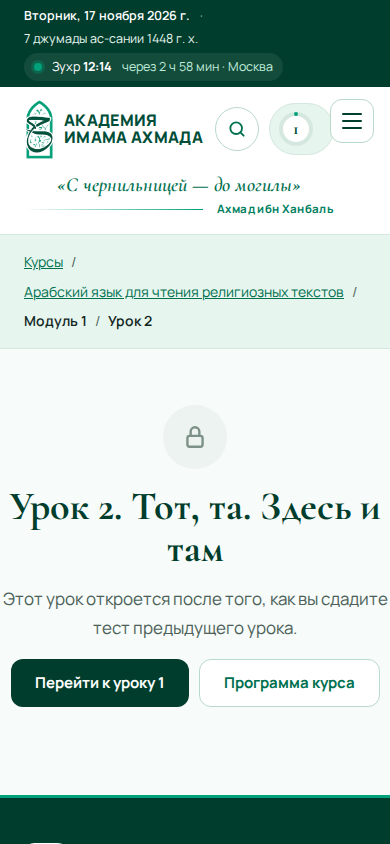 Вторник, 17 ноября 2026 г. ·
7 джумады ас-сании 1448 г. х.
Зухр 12:14 через 2 ч 58 мин · Москва
АКАДЕМИЯ
ИМАМА АХМАДА
1
«С чернильницей — до могилы»
Ахмад ибн Ханбаль
Курсы /
Арабский язык для чтения религиозных текстов /
Модуль 1 / Урок 2
Урок 2. Тот, та. Здесь и
там
Этот урок откроется после того, как вы сдадите
тест предыдущего урока.
Перейти к уроку 1
Программа курса